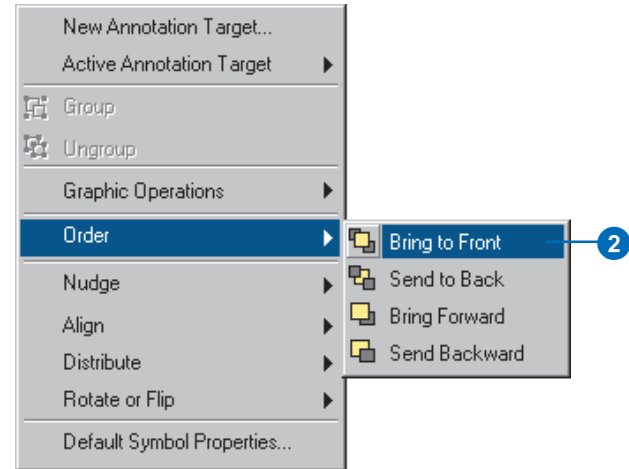 New Annotation Target...
Active Annotation Target
Group
Ungroup
Graphic Operations
Order
Bring to Front
2
Send to Back
Bring Forward
Send Backward
Nudge
Align
Distribute
Rotate or Flip
Default Symbol Properties...